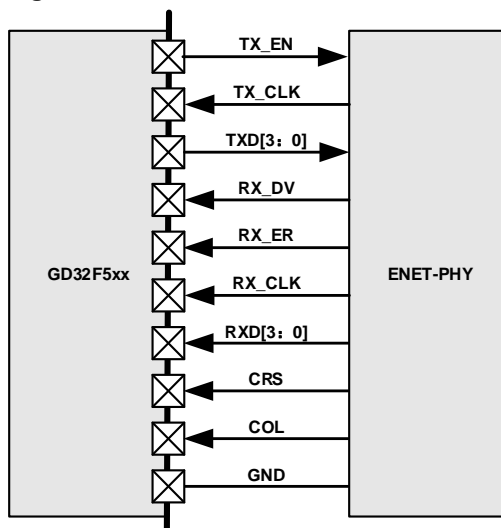 TX_EN
TX_CLK
TXD[3：0]
RX_DV
RX_ER
GD32F5xx
ENET-PHY
RX_CLK
RXD[3：0]
CRS
COL
GND